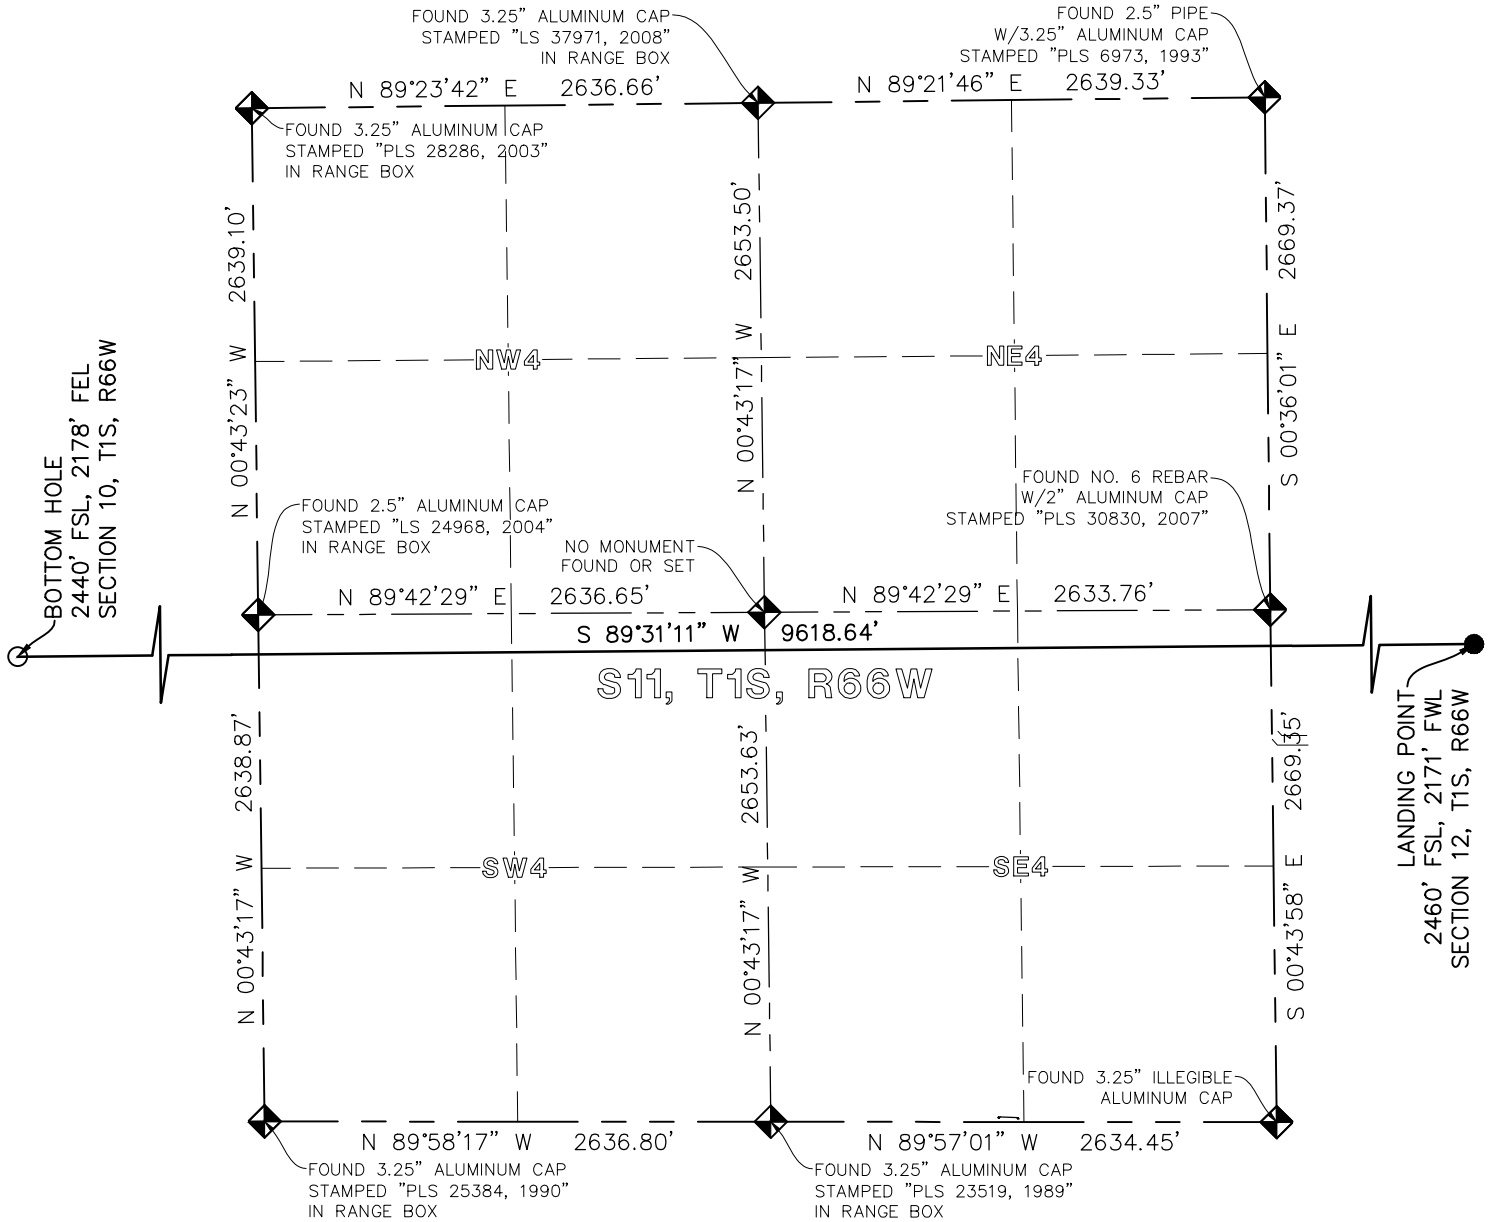 FOUND 3.25" ALUMINUM CAP
STAMPED "LS 37971, 2008"
IN RANGE BOX
FOUND 2.5" PIPE
W/3.25" ALUMINUM CAP
STAMPED "PLS 6973, 1993"
N 89°23'42" E 2636.66'
N 89°21'46" E 2639.33'
FOUND 3.25" ALUMINUM CAP
STAMPED "PLS 28286, 2003"
IN RANGE BOX
N 00°43'23" W 2639.10'
N 00°43'17" W 2653.50'
S 00°36'01" E 2669.37'
NW4
NE4
BOTTOM HOLE
2440' FSL, 2178' FEL
SECTION 10, T1S, R66W
FOUND 2.5" ALUMINUM CAP
STAMPED "LS 24968, 2004"
IN RANGE BOX
NO MONUMENT
FOUND OR SET
FOUND NO. 6 REBAR
W/2" ALUMINUM CAP
STAMPED "PLS 30830, 2007"
N 89°42'29" E 2636.65'
N 89°42'29" E 2633.76'
S 89°31'11" W 9618.64'
S11, T1S, R66W
LANDING POINT
2460' FSL, 2171' FWL
SECTION 12, T1S, R66W
N 00°43'17" W 2638.87'
N 00°43'17" W 2653.63'
S 00°43'58" E 2669.35'
SW4
SE4
FOUND 3.25" ILLEGIBLE
ALUMINUM CAP
N 89°58'17" W 2636.80'
N 89°57'01" W 2634.45'
FOUND 3.25" ALUMINUM CAP
STAMPED "PLS 25384, 1990"
IN RANGE BOX
FOUND 3.25" ALUMINUM CAP
STAMPED "PLS 23519, 1989"
IN RANGE BOX